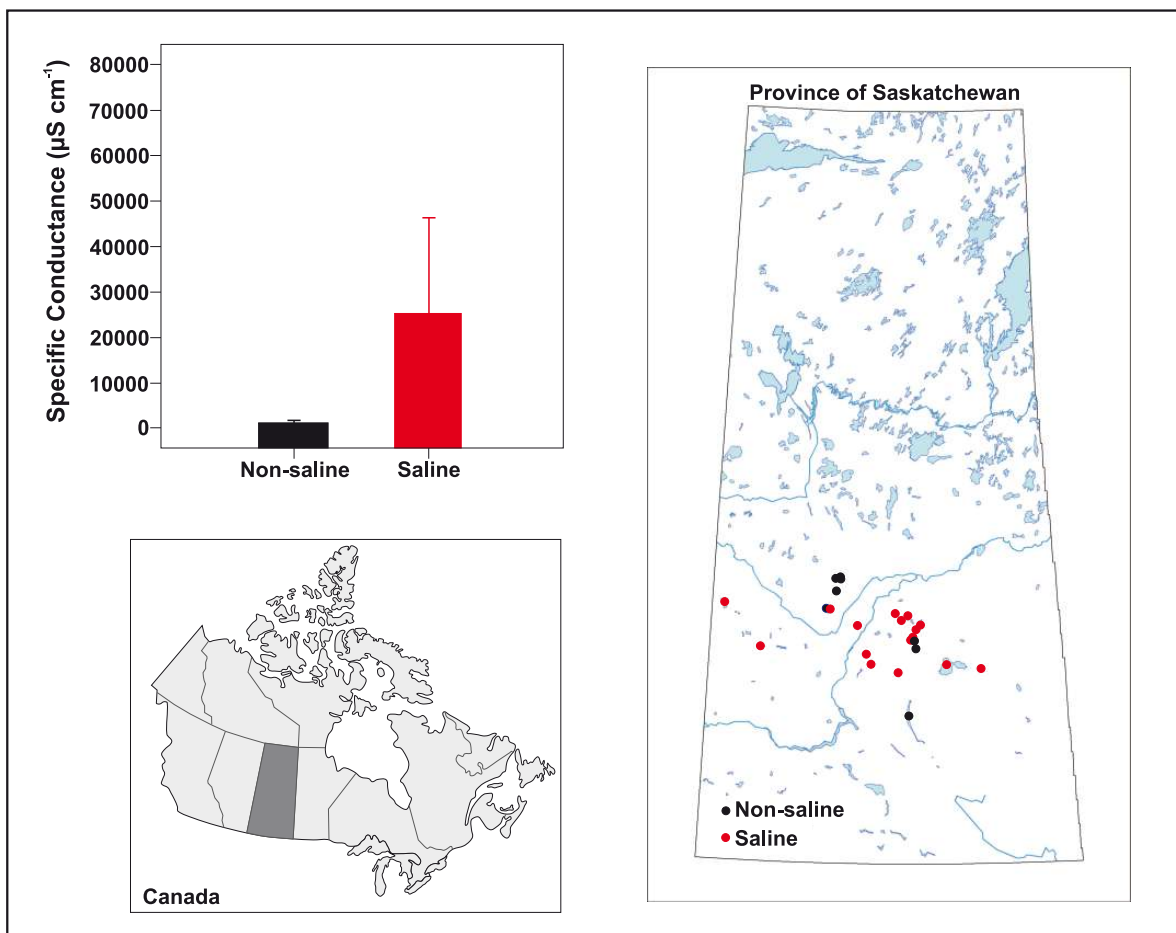 Specific Conductance (µS cm⁻¹)
80000
70000
60000
50000
40000
30000
20000
10000
0
Non-saline
Saline
Canada
Province of Saskatchewan
Non-saline
Saline